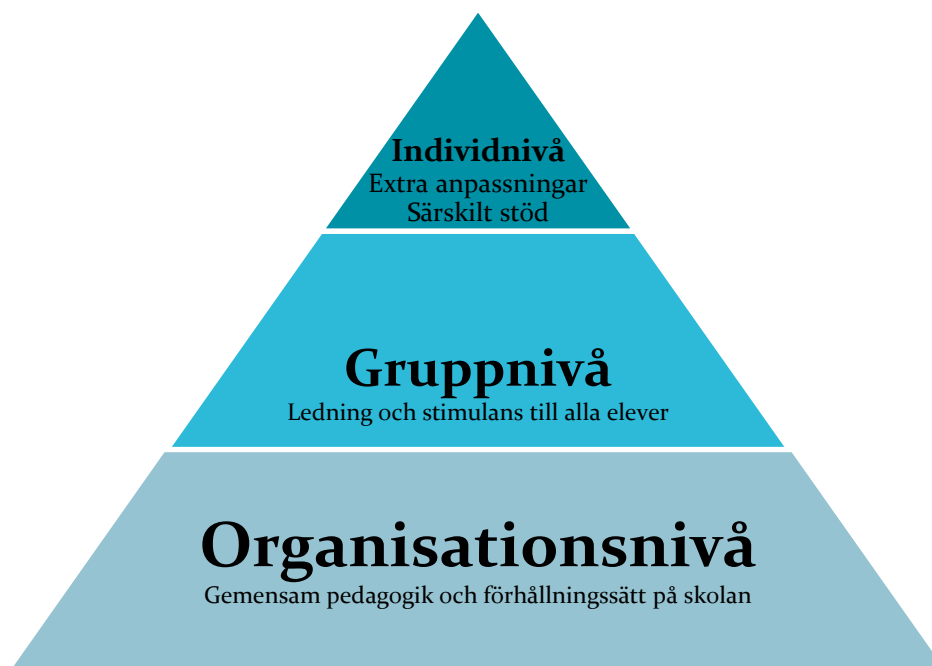 Individnivå
Extra anpassningar
Särskilt stöd
Gruppnivå
Ledning och stimulans till alla elever
Organisationsnivå
Gemensam pedagogik och förhållningssätt på skolan